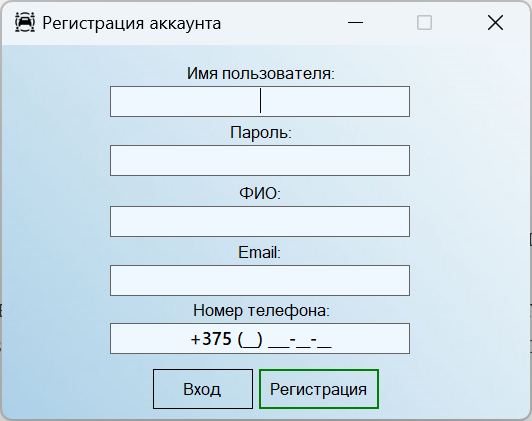 Регистрация аккаунта
Имя пользователя:
Пароль:
ФИО:
Email:
Номер телефона:
+375 (__) ___-__-__
Вход
Регистрация